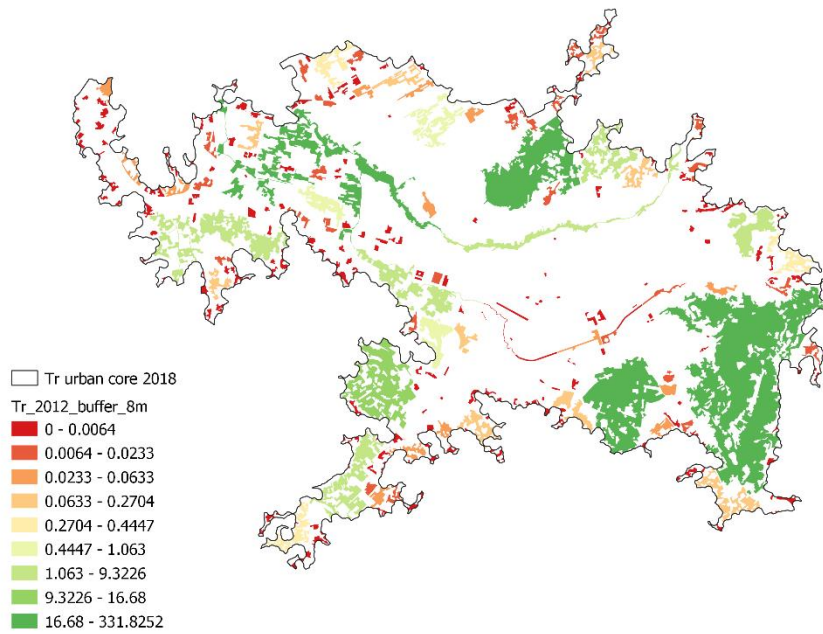 Tr urban core 2018
Tr_2012_buffer_8m
0 - 0.0064
0.0064 - 0.0233
0.0233 - 0.0633
0.0633 - 0.2704
0.2704 - 0.4447
0.4447 - 1.063
1.063 - 9.3226
9.3226 - 16.68
16.68 - 331.8252